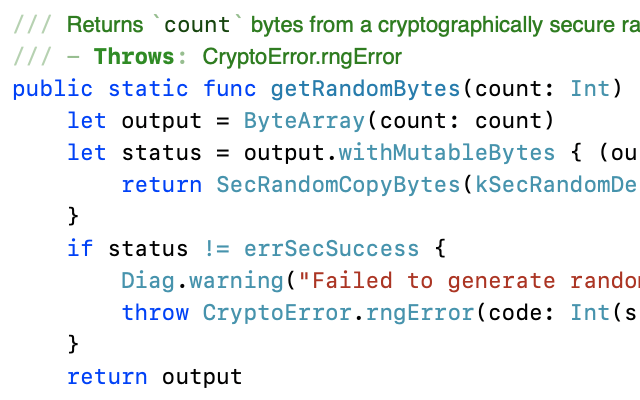 /// Returns `count` bytes from a cryptographically secure ra
/// - Throws: CryptoError.rngError
public static func getRandomBytes(count: Int)
    let output = ByteArray(count: count)
    let status = output.withMutableBytes { (ou
        return SecRandomCopyBytes(kSecRandomDe
    }
    if status != errSecSuccess {
        Diag.warning("Failed to generate rando
        throw CryptoError.rngError(code: Int(s
    }
    return output